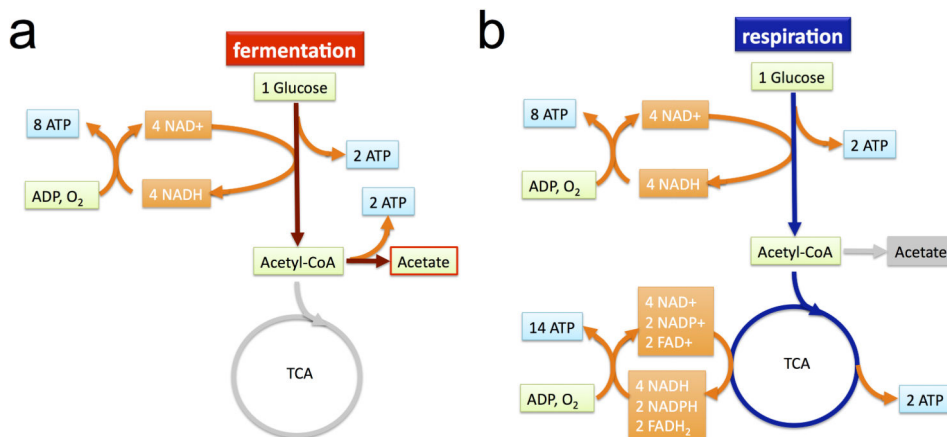 a
fermentation
1 Glucose
8 ATP
4 NAD+
2 ATP
ADP, O₂
4 NADH
2 ATP
Acetyl-CoA
Acetate
TCA
b
respiration
1 Glucose
8 ATP
4 NAD+
2 ATP
ADP, O₂
4 NADH
Acetyl-CoA
Acetate
14 ATP
4 NAD+
2 NADP+
2 FAD+
TCA
ADP, O₂
4 NADH
2 NADPH
2 FADH₂
2 ATP